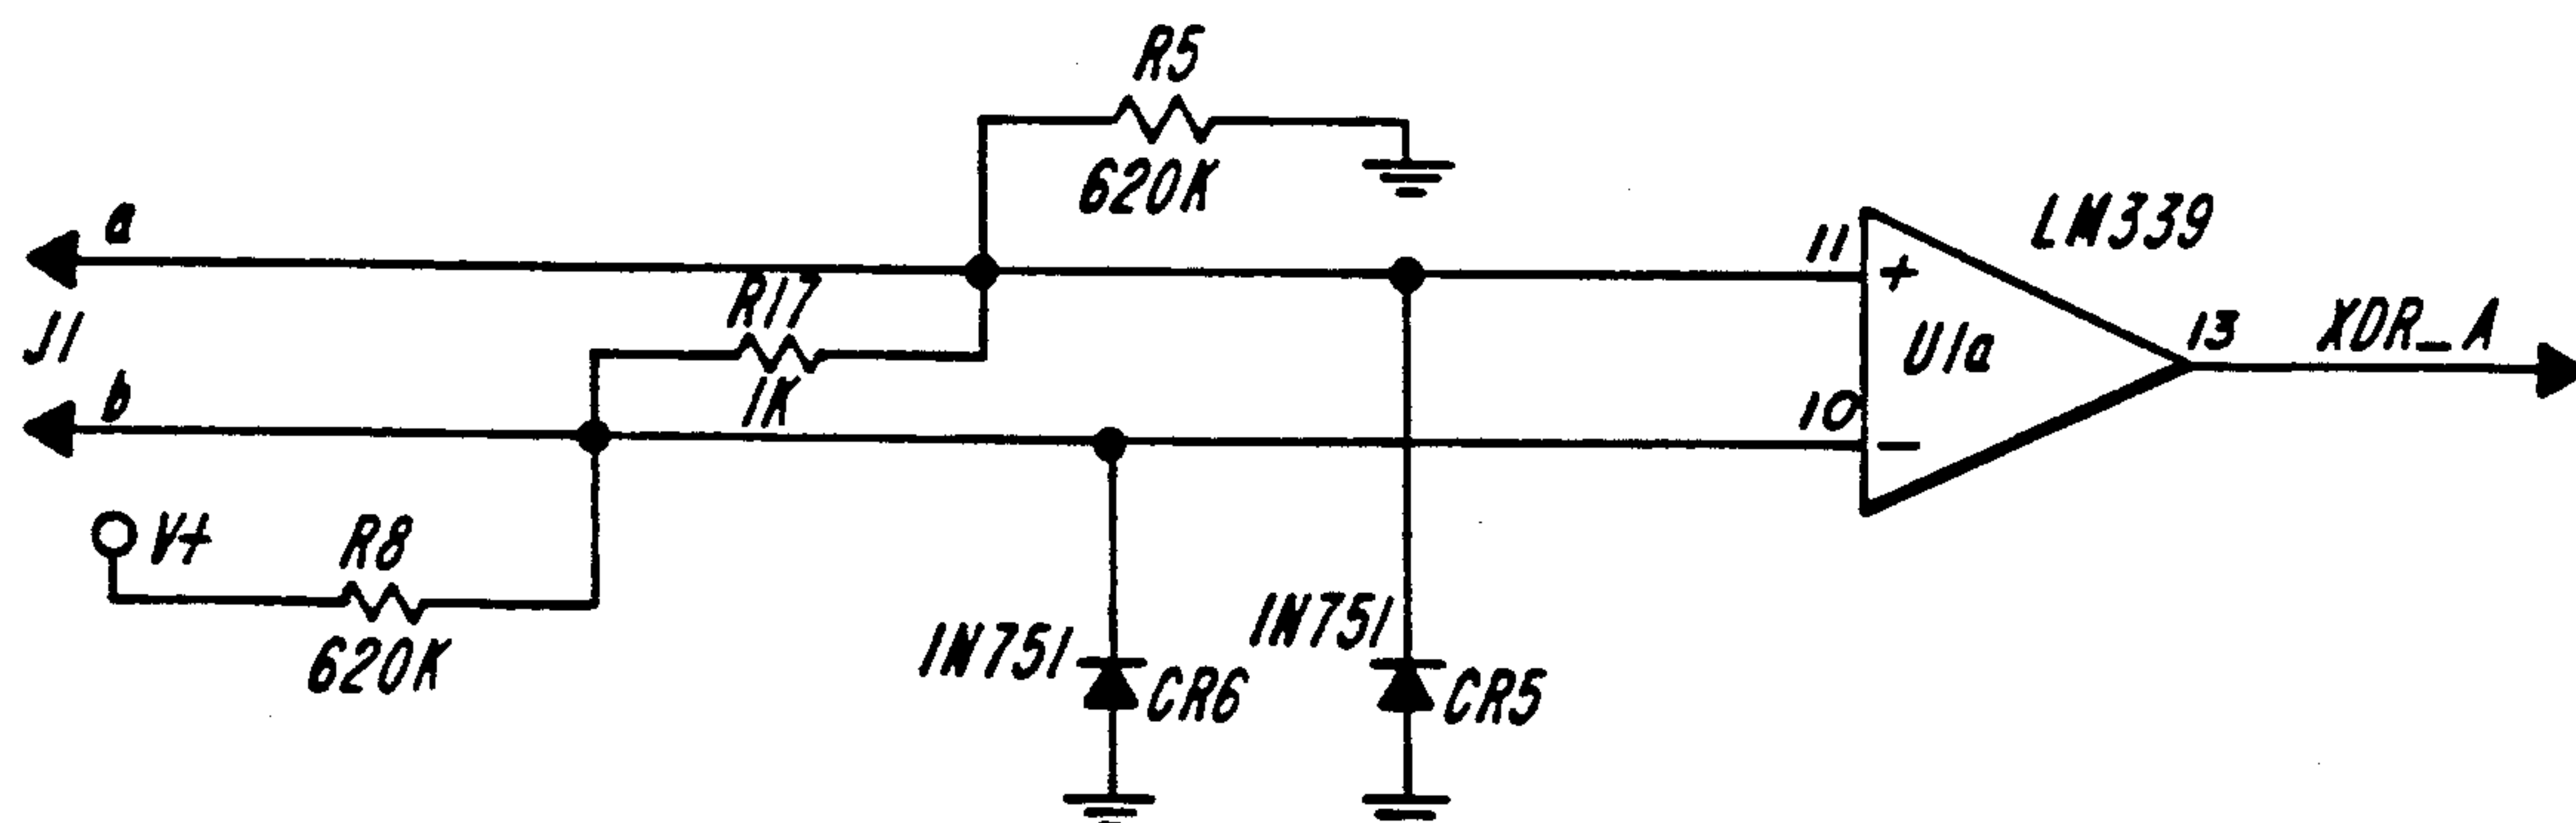 R5
620K
a
R17
1K
J1
b
V+
R8
620K
11
+
LM339
U1a
13
XDR_A
10
−
1N751
CR6
1N751
CR5